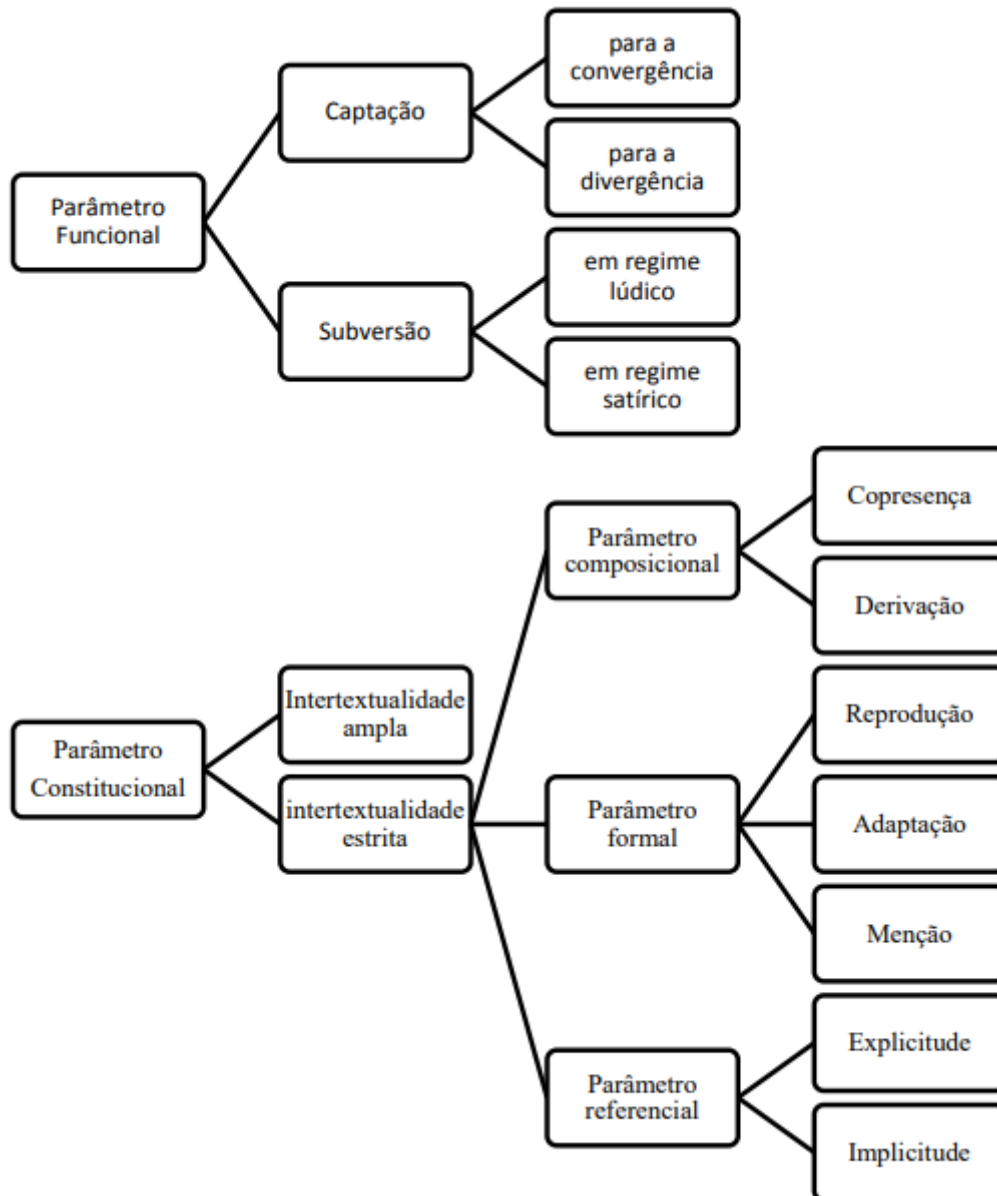 para a
convergência
Captação
para a
divergência
Parâmetro
Funcional
em regime
lúdico
Subversão
em regime
satírico
Copresença
Parâmetro
composicional
Derivação
Intertextualidade
ampla
Reprodução
Parâmetro
Constitucional
intertextualidade
estrita
Parâmetro
formal
Adaptação
Menção
Explicitude
Parâmetro
referencial
Implicitude